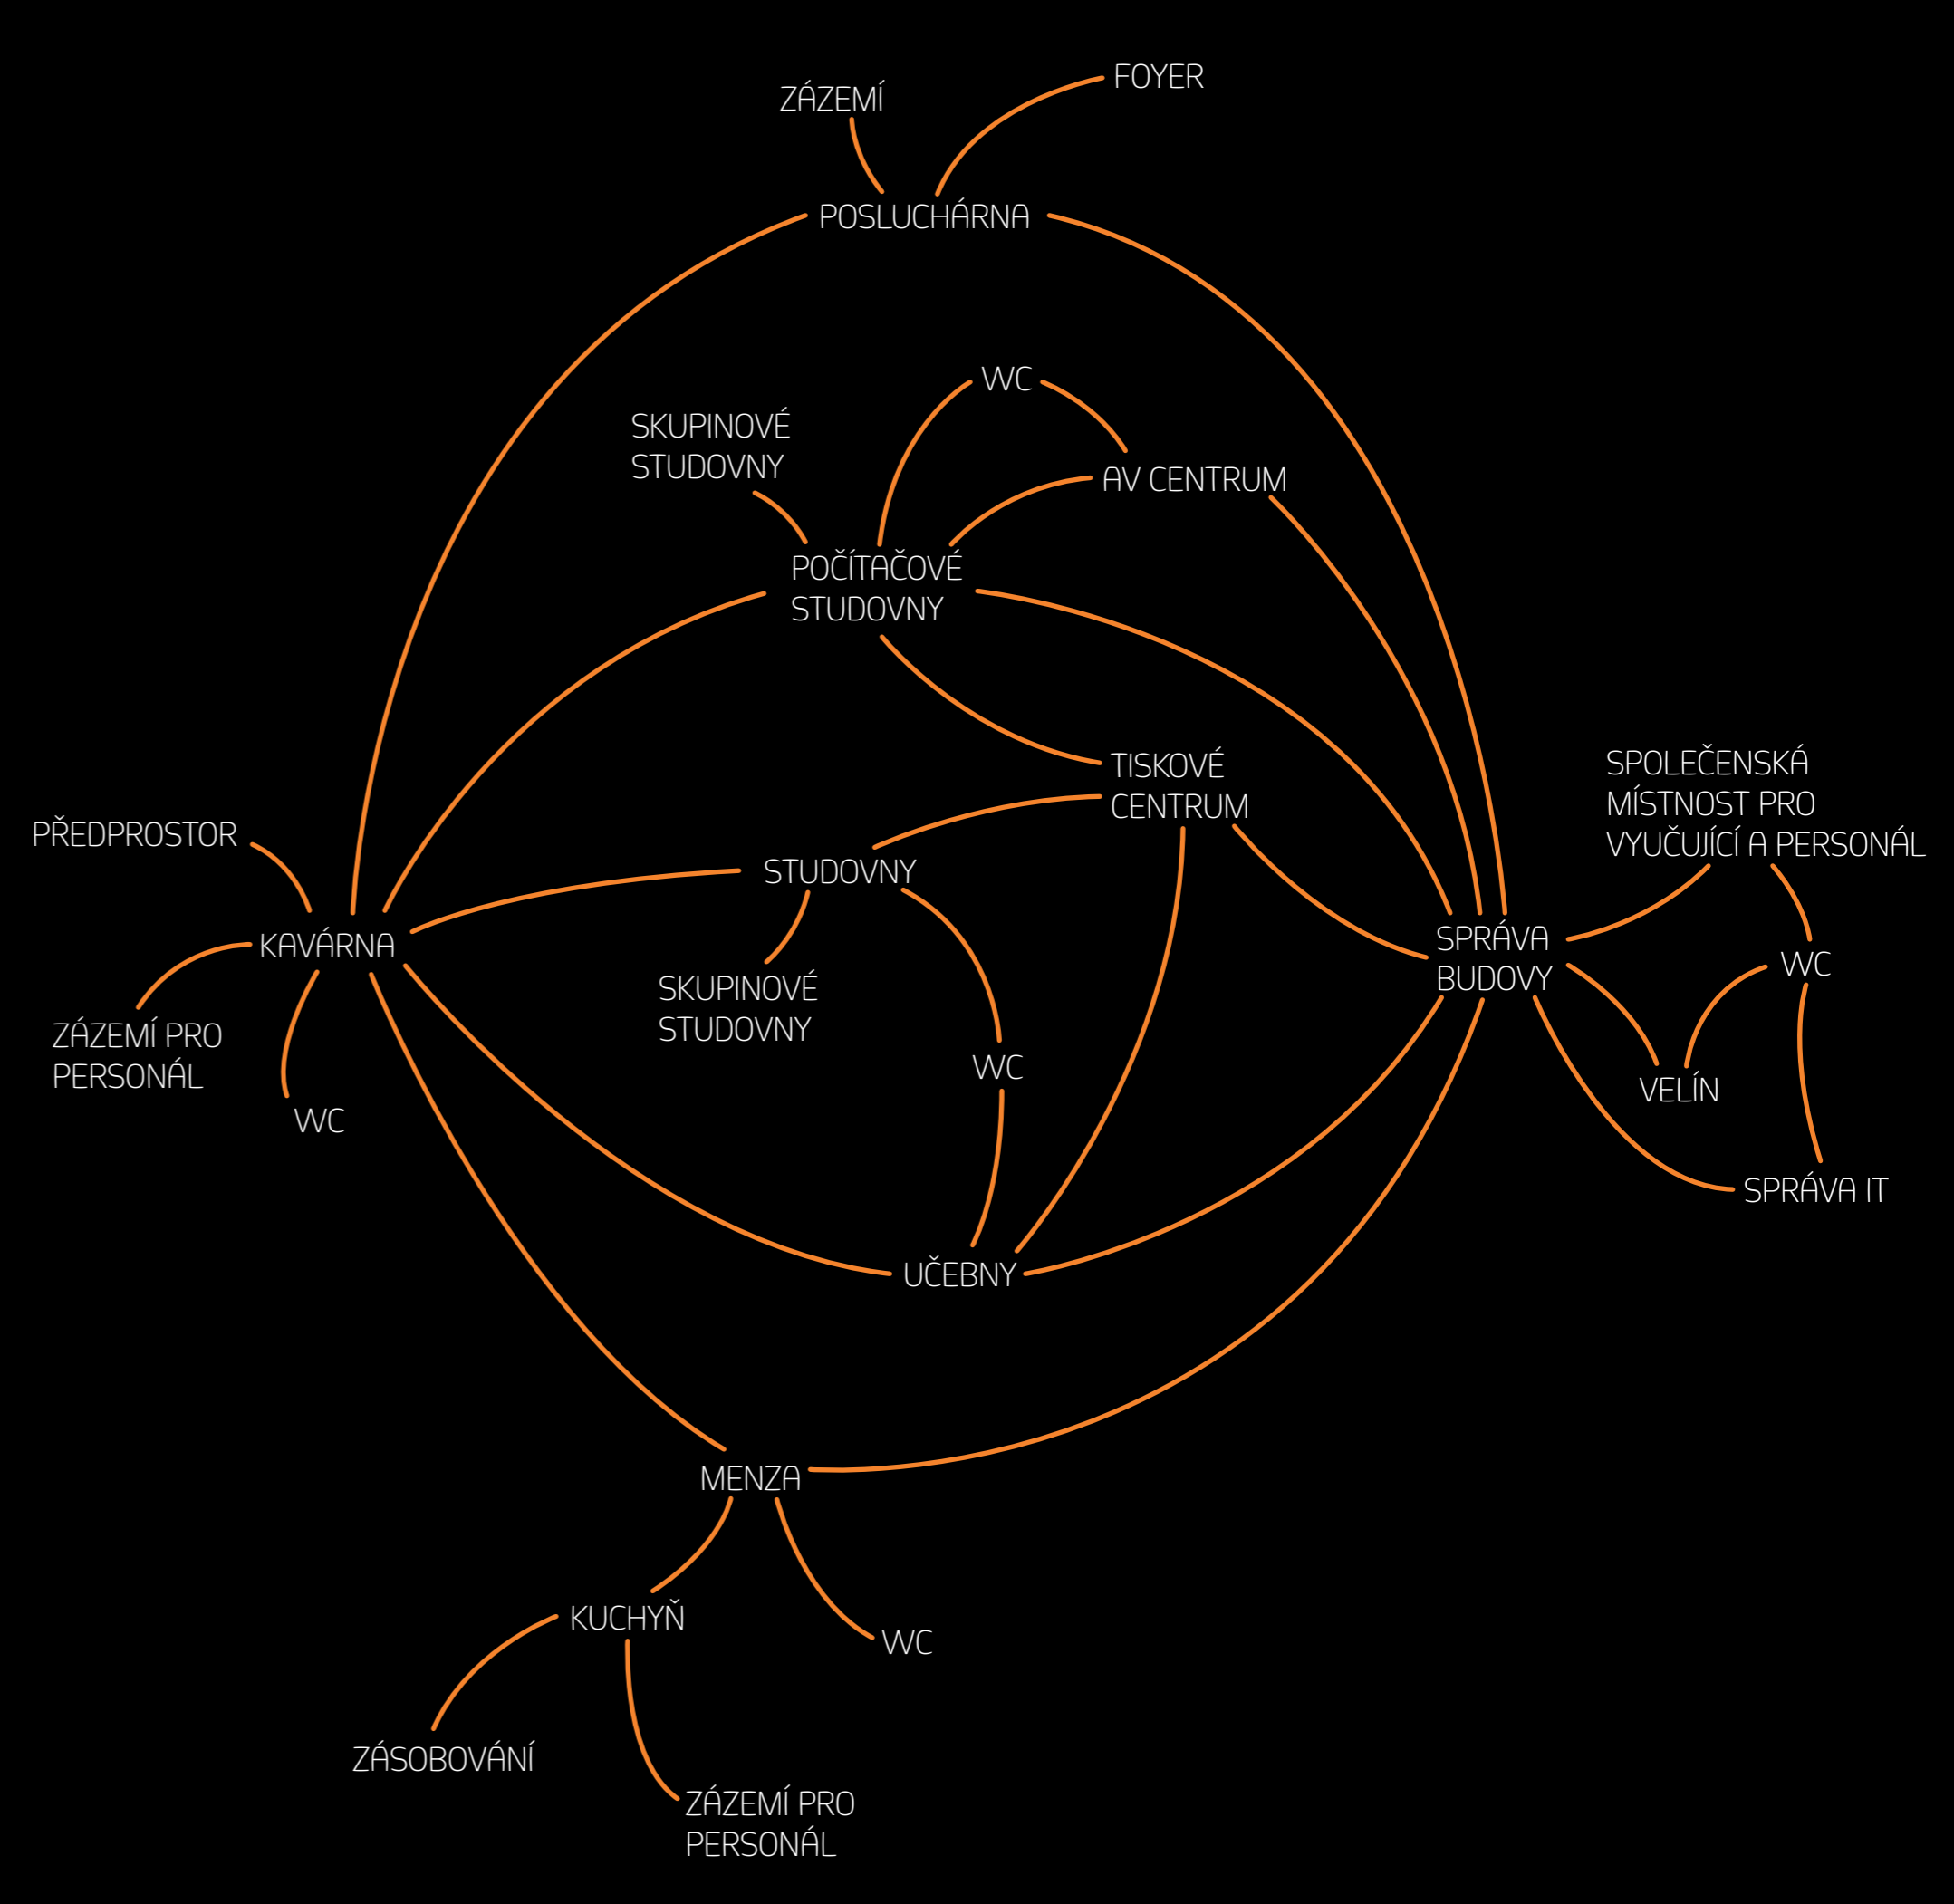 FOYER
ZÁZEMÍ
POSLUCHÁRNA
WC
SKUPINOVÉ
STUDOVNY
AV CENTRUM
POČÍTAČOVÉ
STUDOVNY
TISKOVÉ
CENTRUM
SPOLEČENSKÁ
MÍSTNOST PRO
VYUČUJÍCÍ A PERSONÁL
PŘEDPROSTOR
STUDOVNY
KAVÁRNA
SPRÁVA
BUDOVY
WC
SKUPINOVÉ
STUDOVNY
ZÁZEMÍ PRO
PERSONÁL
WC
VELÍN
WC
SPRÁVA IT
UČEBNY
MENZA
KUCHYŇ
WC
ZÁSOBOVÁNÍ
ZÁZEMÍ PRO
PERSONÁL